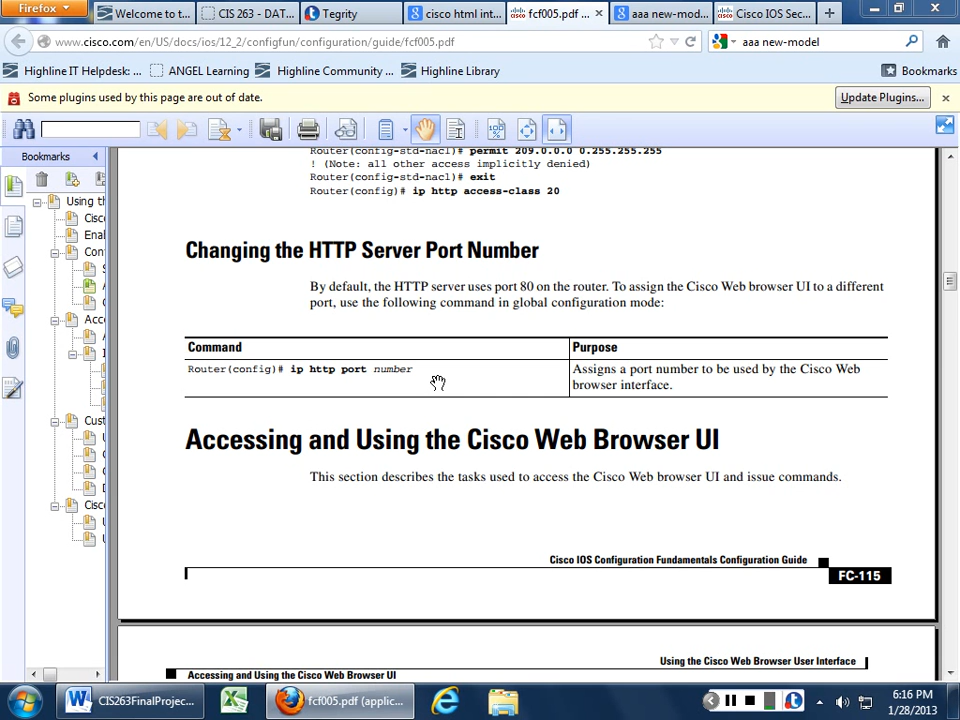 Firefox
Welcome to t...
CIS 263 - DAT...
Tegrity
cisco html int...
fcf005.pdf ...
aaa new-mod...
Cisco IOS Sec...
www.cisco.com/en/US/docs/ios/12_2/configfun/configuration/guide/fcf005.pdf
aaa new-model
Highline IT Helpdesk: ...
ANGEL Learning
Highline Community ...
Highline Library
Bookmarks
Some plugins used by this page are out of date.
Update Plugins...
Bookmarks
Using th
Cisc
Enal
Con
S
A
C
Acc
A
I
Cust
U
C
C
D
Cisc
U
U
Router(config-std-nacl)# permit 209.0.0.0 0.255.255.255
! (Note: all other access implicitly denied)
Router(config-std-nacl)# exit
Router(config)# ip http access-class 20
Changing the HTTP Server Port Number
By default, the HTTP server uses port 80 on the router. To assign the Cisco Web browser UI to a different
port, use the following command in global configuration mode:
Command
Purpose
Router(config)# ip http port number
Assigns a port number to be used by the Cisco Web
browser interface.
Accessing and Using the Cisco Web Browser UI
This section describes the tasks used to access the Cisco Web browser UI and issue commands.
Cisco IOS Configuration Fundamentals Configuration Guide
FC-115
Using the Cisco Web Browser User Interface
Accessing and Using the Cisco Web Browser UI
CIS263FinalProjec...
fcf005.pdf (applic...
6:16 PM
1/28/2013